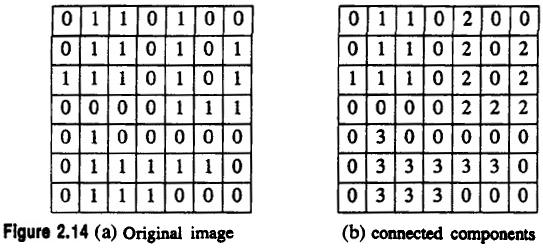 0 1 1 0 1 0 0 0 1 1 0 2 0 0
0 1 1 0 1 0 1 0 1 1 0 2 0 2
1 1 1 0 1 0 1 1 1 1 0 2 0 2
0 0 0 0 1 1 1 0 0 0 0 2 2 2
0 1 0 0 0 0 0 0 3 0 0 0 0 0
0 1 1 1 1 1 0 0 3 3 3 3 3 0
0 1 1 1 0 0 0 0 3 3 3 0 0 0
Figure 2.14 (a) Original image (b) connected components